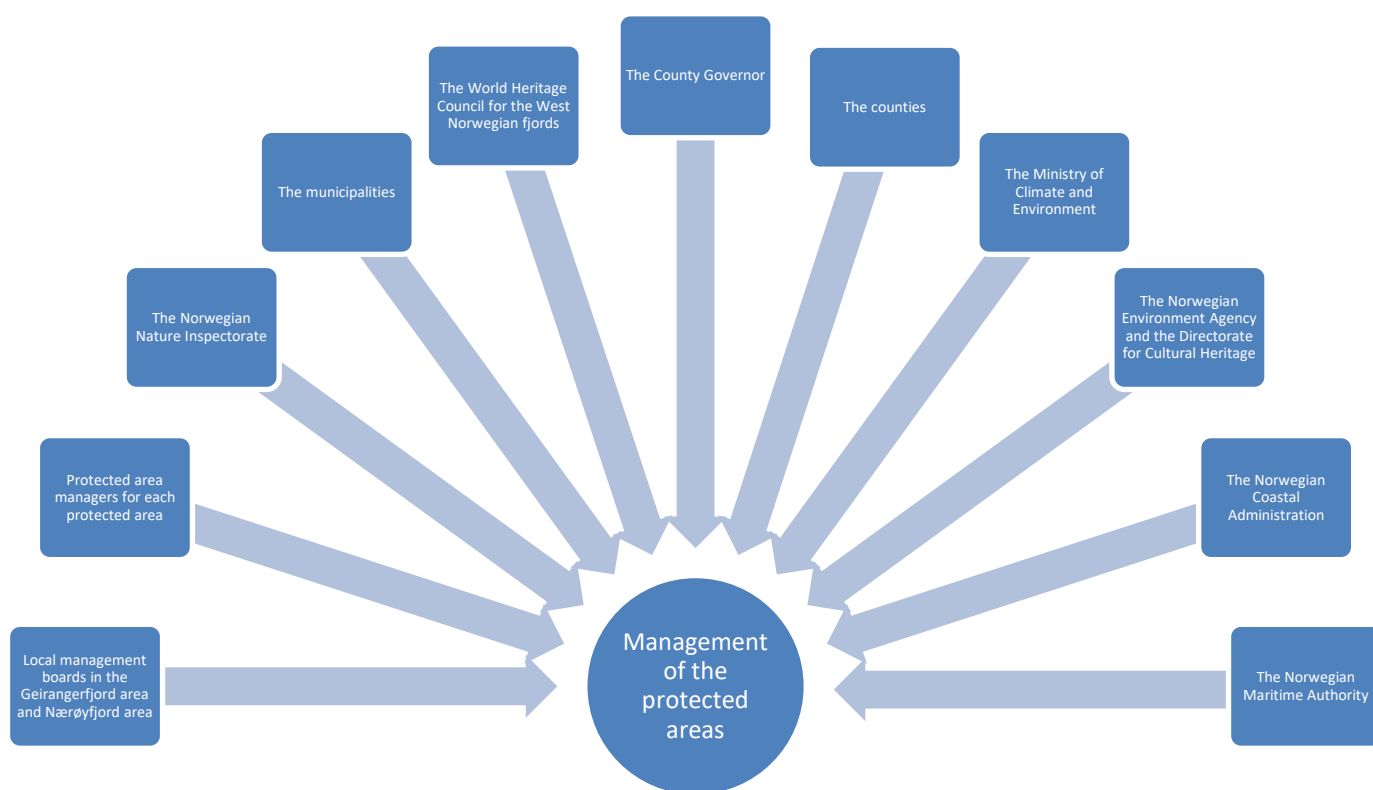 Local management
boards in the
Geirangerfjord area
and Nærøyfjord area
Protected area
managers for each
protected area
The Norwegian
Nature Inspectorate
The municipalities
The World Heritage
Council for the West
Norwegian fjords
The County Governor
The counties
The Ministry of
Climate and
Environment
The Norwegian
Environment Agency
and the Directorate
for Cultural Heritage
The Norwegian
Coastal
Administration
The Norwegian
Maritime Authority
Management
of the
protected
areas